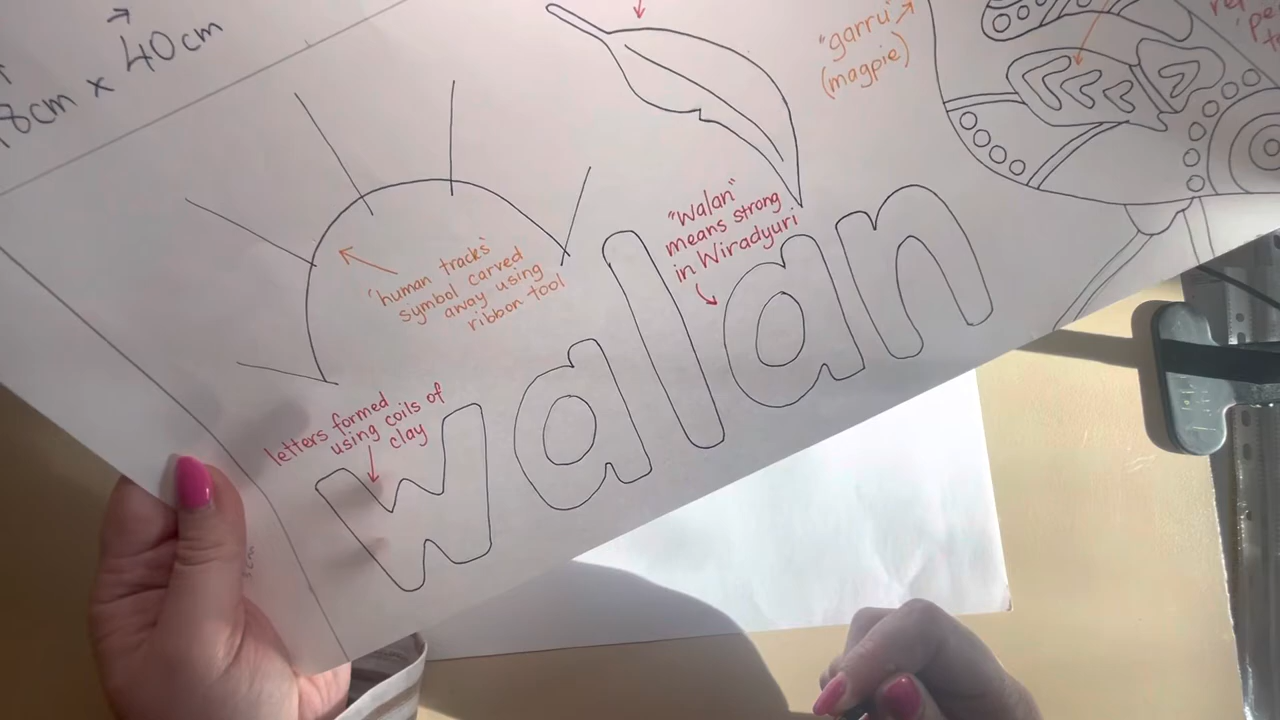 8cm x 40cm
"garru"
(magpie)
"walan"
means strong
in Wiradyuri
'human tracks'
symbol carved
away using
ribbon tool
letters formed
using coils of
clay
walan